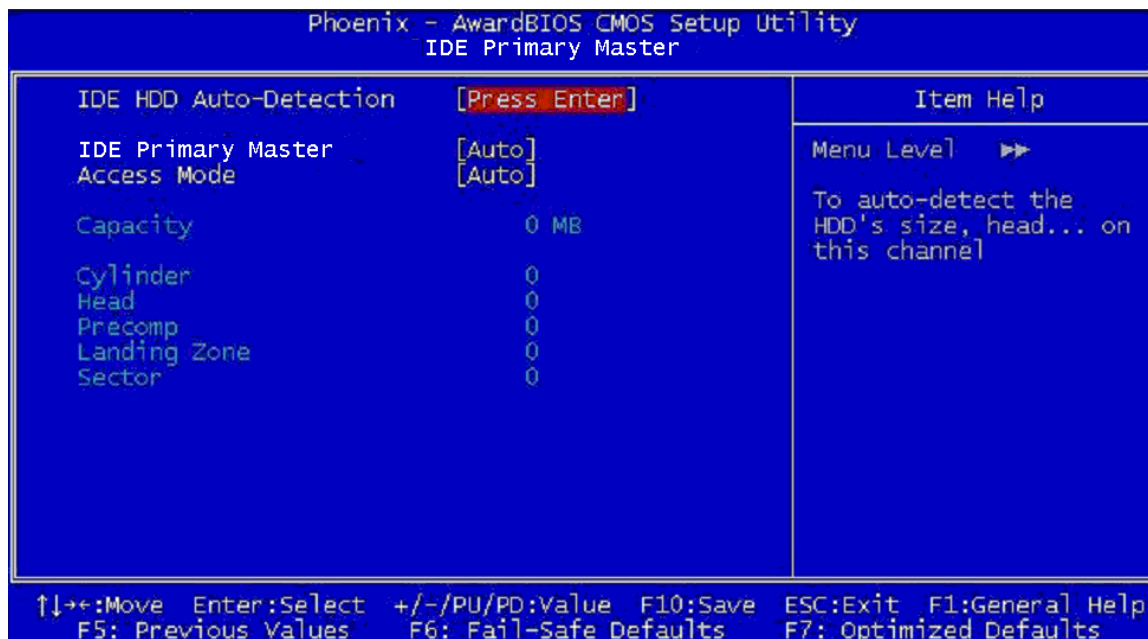 Phoenix - AwardBIOS CMOS Setup Utility
IDE Primary Master
IDE HDD Auto-Detection [Press Enter]
IDE Primary Master [Auto]
Access Mode [Auto]
Capacity 0 MB
Cylinder 0
Head 0
Precomp 0
Landing Zone 0
Sector 0
Item Help
Menu Level ▶▶
To auto-detect the
HDD's size, head... on
this channel
↑↓→←:Move Enter:Select +/-/PU/PD:Value F10:Save ESC:Exit F1:General Help
F5: Previous Values F6: Fail-Safe Defaults F7: Optimized Defaults